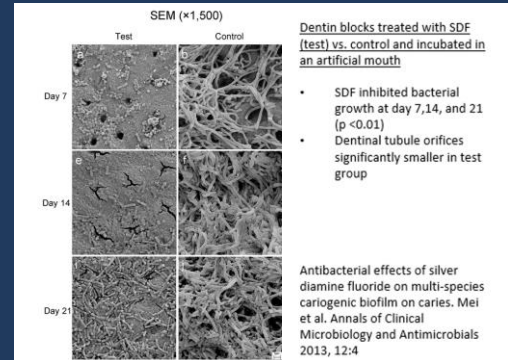 SEM (×1,500)
Test Control
Day 7
a
b
Day 14
e
f
Day 21
Dentin blocks treated with SDF
(test) vs. control and incubated in
an artificial mouth
• SDF inhibited bacterial
growth at day 7,14, and 21
(p <0.01)
• Dentinal tubule orifices
significantly smaller in test
group
Antibacterial effects of silver
diamine fluoride on multi-species
cariogenic biofilm on caries. Mei
et al. Annals of Clinical
Microbiology and Antimicrobials
2013, 12:4